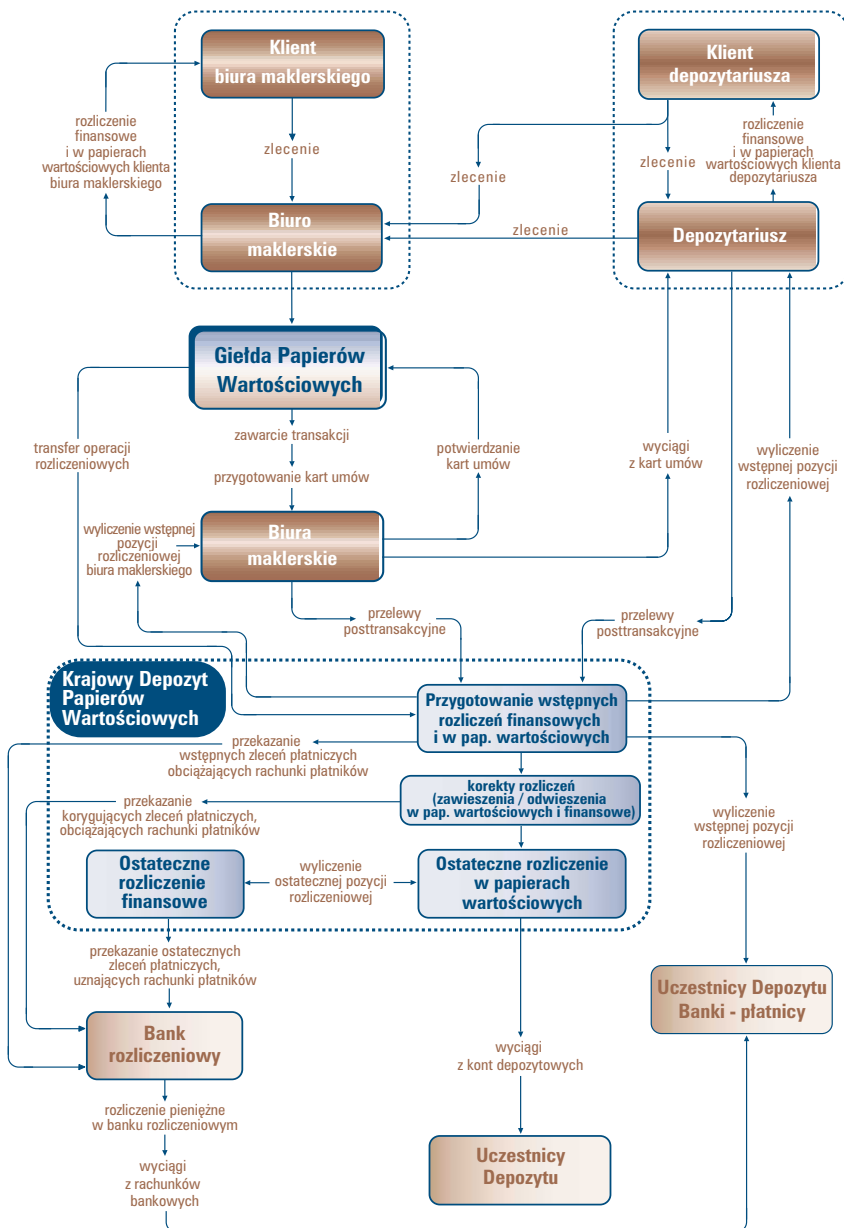 Klient
biura maklerskiego
Klient
depozytariusza
rozliczenie
finansowe
i w papierach
wartościowych klienta
biura maklerskiego
zlecenie
zlecenie
zlecenie
rozliczenie
finansowe
i w papierach
wartościowych klienta
depozytariusza
Biuro
maklerskie
zlecenie
Depozytariusz
Giełda Papierów
Wartościowych
transfer operacji
rozliczeniowych
zawarcie transakcji
przygotowanie kart umów
potwierdzanie
kart umów
wyciągi
z kart umów
wyliczenie
wstępnej pozycji
rozliczeniowej
wyliczenie wstępnej
pozycji
rozliczeniowej
biura maklerskiego
Biura
maklerskie
przelewy
posttransakcyjne
przelewy
posttransakcyjne
Krajowy Depozyt
Papierów
Wartościowych
Przygotowanie wstępnych
rozliczeń finansowych
i w pap. wartościowych
przekazanie
wstępnych zleceń płatniczych
obciążających rachunki płatników
korekty rozliczeń
(zawieszenia / odwieszenia
w pap. wartościowych i finansowe)
przekazanie
korygujących zleceń płatniczych,
obciążających rachunki płatników
wyliczenie
wstępnej pozycji
rozliczeniowej
Ostateczne
rozliczenie
finansowe
wyliczenie
ostatecznej pozycji
rozliczeniowej
Ostateczne rozliczenie
w papierach
wartościowych
przekazanie ostatecznych
zleceń płatniczych,
uznających rachunki płatników
Uczestnicy Depozytu
Banki - płatnicy
Bank
rozliczeniowy
wyciągi
z kont depozytowych
rozliczenie pieniężne
w banku rozliczeniowym
wyciągi
z rachunków
bankowych
Uczestnicy
Depozytu